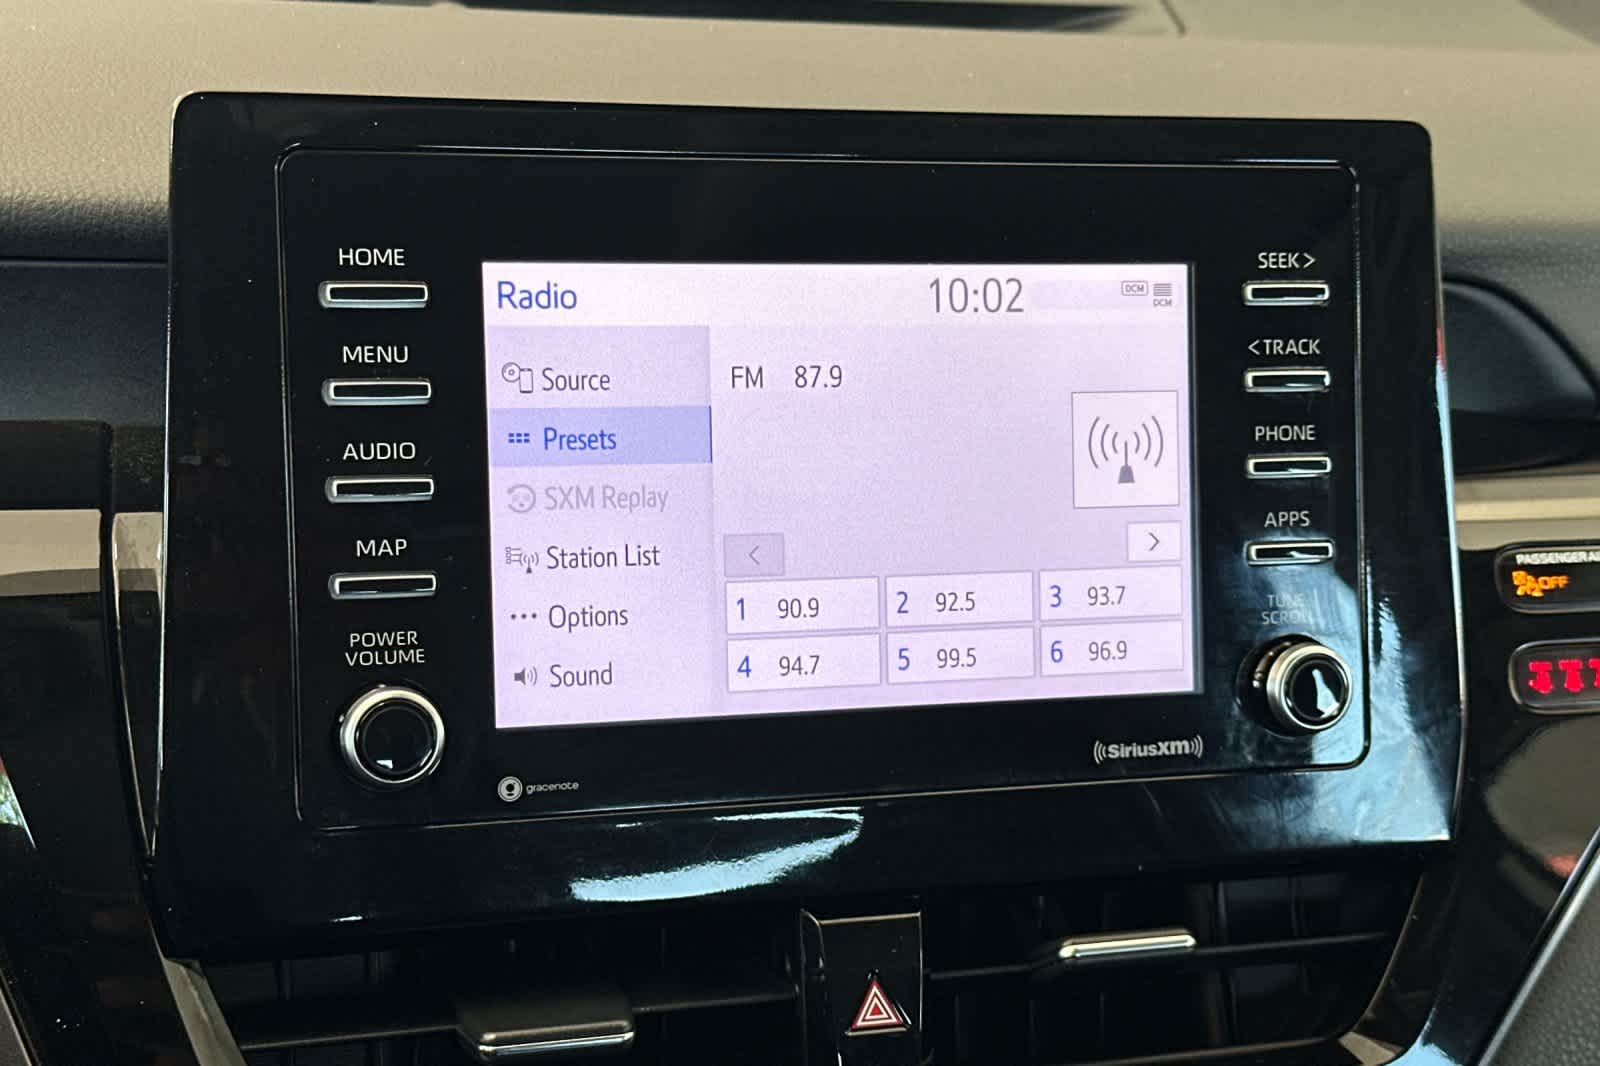 HOME
MENU
AUDIO
MAP
POWER
VOLUME
Radio
10:02
DCM
DCM
Source
Presets
SXM Replay
Station List
Options
Sound
FM 87.9
<
>
1 90.9
2 92.5
3 93.7
4 94.7
5 99.5
6 96.9
SEEK >
< TRACK
PHONE
APPS
TUNE
SCROLL
gracenote
((SiriusXM))
PASSENGER
OFF